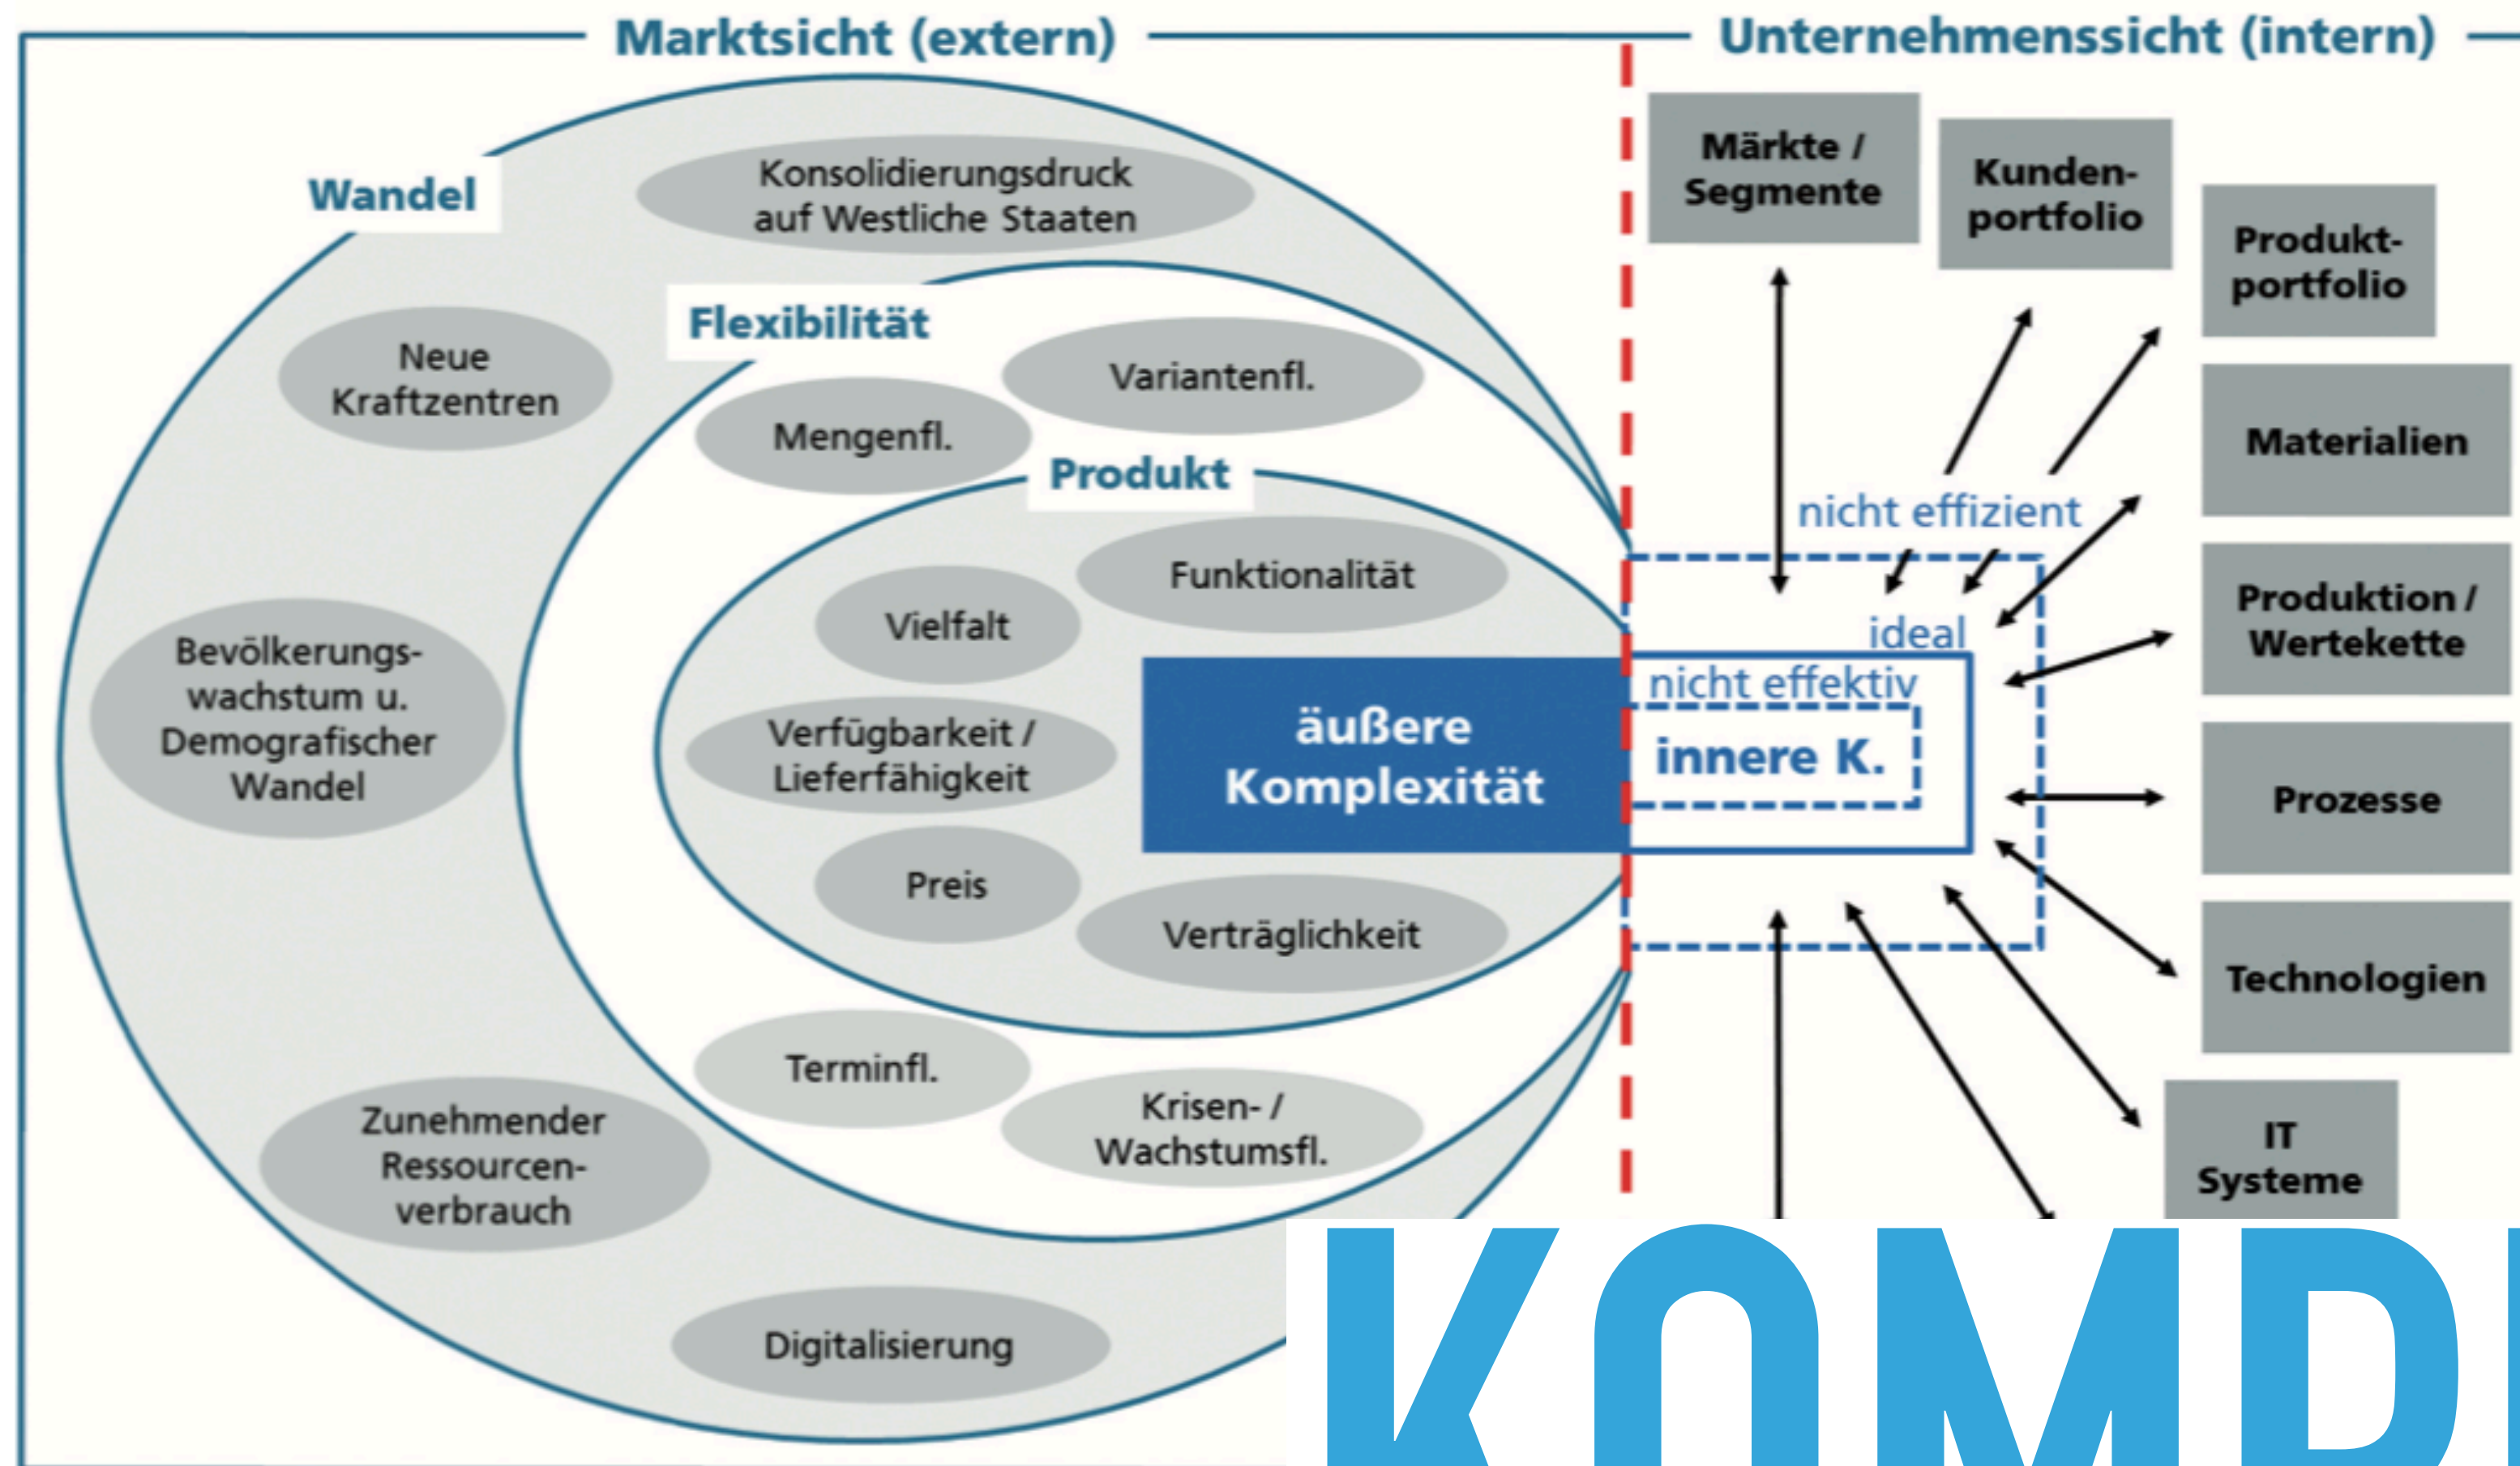 Marktsicht (extern)
Unternehmenssicht (intern)
Wandel
Konsolidierungsdruck
auf Westliche Staaten
Neue
Kraftzentren
Bevölkerungs-
wachstum u.
Demografischer
Wandel
Zunehmender
Ressourcen-
verbrauch
Digitalisierung
Flexibilität
Mengenfl.
Variantenfl.
Terminfl.
Krisen- /
Wachstumsfl.
Produkt
Funktionalität
Vielfalt
Verfügbarkeit /
Lieferfähigkeit
Preis
Verträglichkeit
äußere
Komplexität
nicht effizient
ideal
nicht effektiv
innere K.
Märkte /
Segmente
Kunden-
portfolio
Produkt-
portfolio
Materialien
Produktion /
Wertekette
Prozesse
Technologien
IT
Systeme